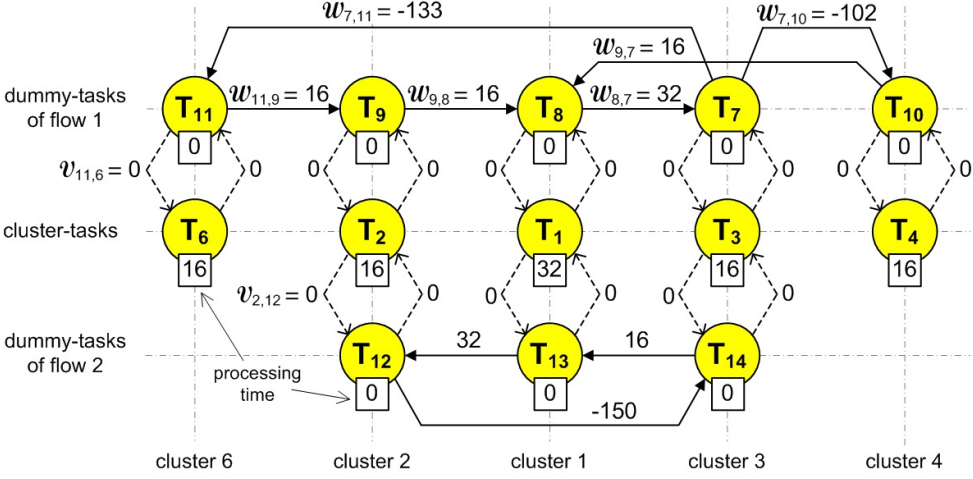 w7,11 = -133
w7,10 = -102
w9,7 = 16
dummy-tasks
of flow 1
T11
w11,9 = 16
T9
w9,8 = 16
T8
w8,7 = 32
T7
T10
0
0
0
0
0
v11,6 = 0
0
0
0
0
0
0
0
0
0
cluster-tasks
T6
T2
T1
T3
T4
16
16
32
16
16
v2,12 = 0
0
0
0
0
0
dummy-tasks
of flow 2
T12
32
T13
16
T14
processing
time
0
0
0
-150
cluster 6
cluster 2
cluster 1
cluster 3
cluster 4